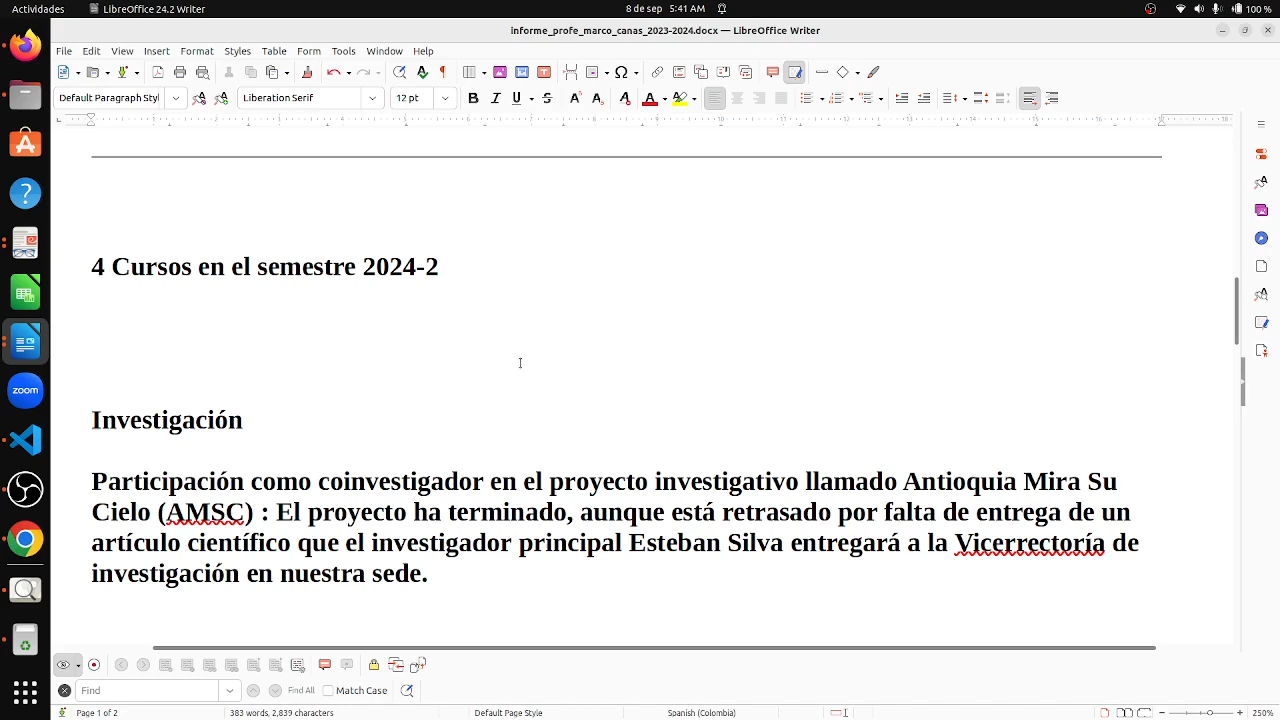 Actividades LibreOffice 24.2 Writer 8 de sep 5:41 AM 100 %
informe_profe_marco_canas_2023-2024.docx — LibreOffice Writer
File Edit View Insert Format Styles Table Form Tools Window Help
Default Paragraph Styl Liberation Serif 12 pt
4 Cursos en el semestre 2024-2
Investigación
Participación como coinvestigador en el proyecto investigativo llamado Antioquia Mira Su
Cielo (AMSC) : El proyecto ha terminado, aunque está retrasado por falta de entrega de un
artículo científico que el investigador principal Esteban Silva entregará a la Vicerrectoría de
investigación en nuestra sede.
Find Find All Match Case
Page 1 of 2 383 words, 2,839 characters Default Page Style Spanish (Colombia) 250%